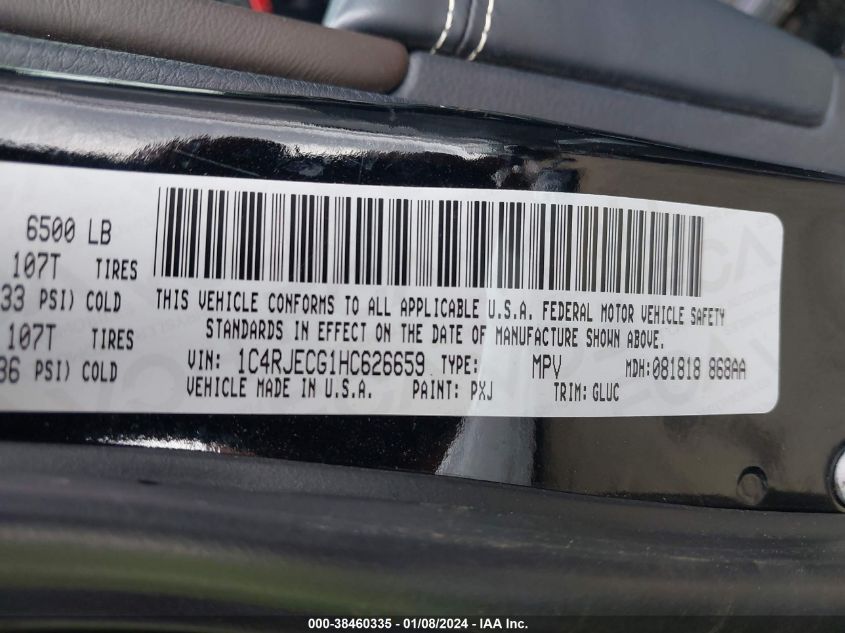 6500 LB
107T TIRES
33 PSI) COLD
107T TIRES
36 PSI) COLD
THIS VEHICLE CONFORMS TO ALL APPLICABLE U.S.A. FEDERAL MOTOR VEHICLE SAFETY
STANDARDS IN EFFECT ON THE DATE OF MANUFACTURE SHOWN ABOVE.
VIN: 1C4RJECG1HC626659 TYPE: MPV MDH:081818 868AA
VEHICLE MADE IN U.S.A. PAINT: PXJ TRIM: GLUC
000-38460335 - 01/08/2024 - IAA Inc.